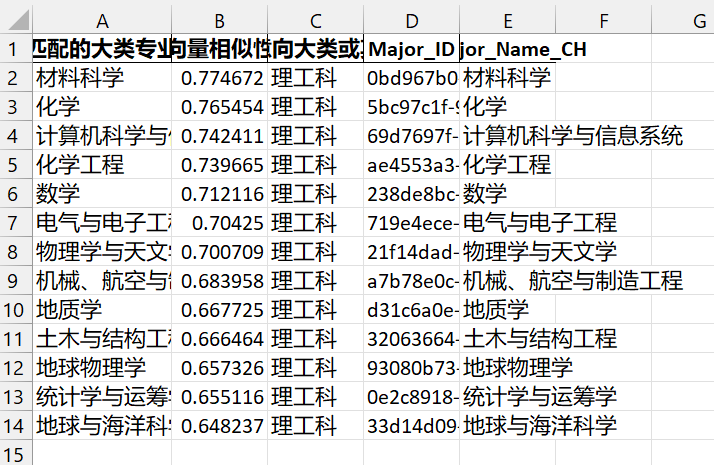 A B C D E F G
1 匹配的大类专业 向量相似性 向大类或 Major_ID jor_Name_CH
2 材料科学 0.774672 理工科 0bd967b0 材料科学
3 化学 0.765454 理工科 5bc97c1f-9 化学
4 计算机科学与 0.742411 理工科 69d7697f- 计算机科学与信息系统
5 化学工程 0.739665 理工科 ae4553a3- 化学工程
6 数学 0.712116 理工科 238de8bc- 数学
7 电气与电子工程 0.70425 理工科 719e4ece- 电气与电子工程
8 物理学与天文学 0.700709 理工科 21f14dad- 物理学与天文学
9 机械、航空与制 0.683958 理工科 a7b78e0c- 机械、航空与制造工程
10 地质学 0.667725 理工科 d31c6a0e- 地质学
11 土木与结构工程 0.666464 理工科 32063664- 土木与结构工程
12 地球物理学 0.657326 理工科 93080b73- 地球物理学
13 统计学与运筹学 0.655116 理工科 0e2c8918- 统计学与运筹学
14 地球与海洋科学 0.648237 理工科 33d14d09- 地球与海洋科学
15